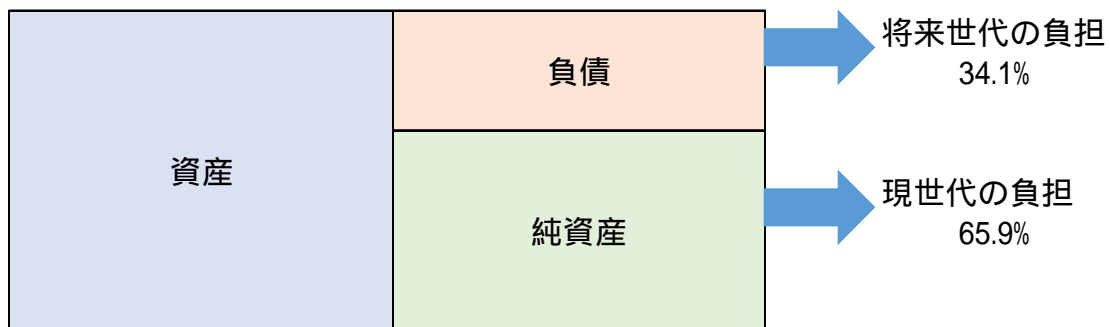 資産
負債
純資産
将来世代の負担
34.1%
現世代の負担
65.9%